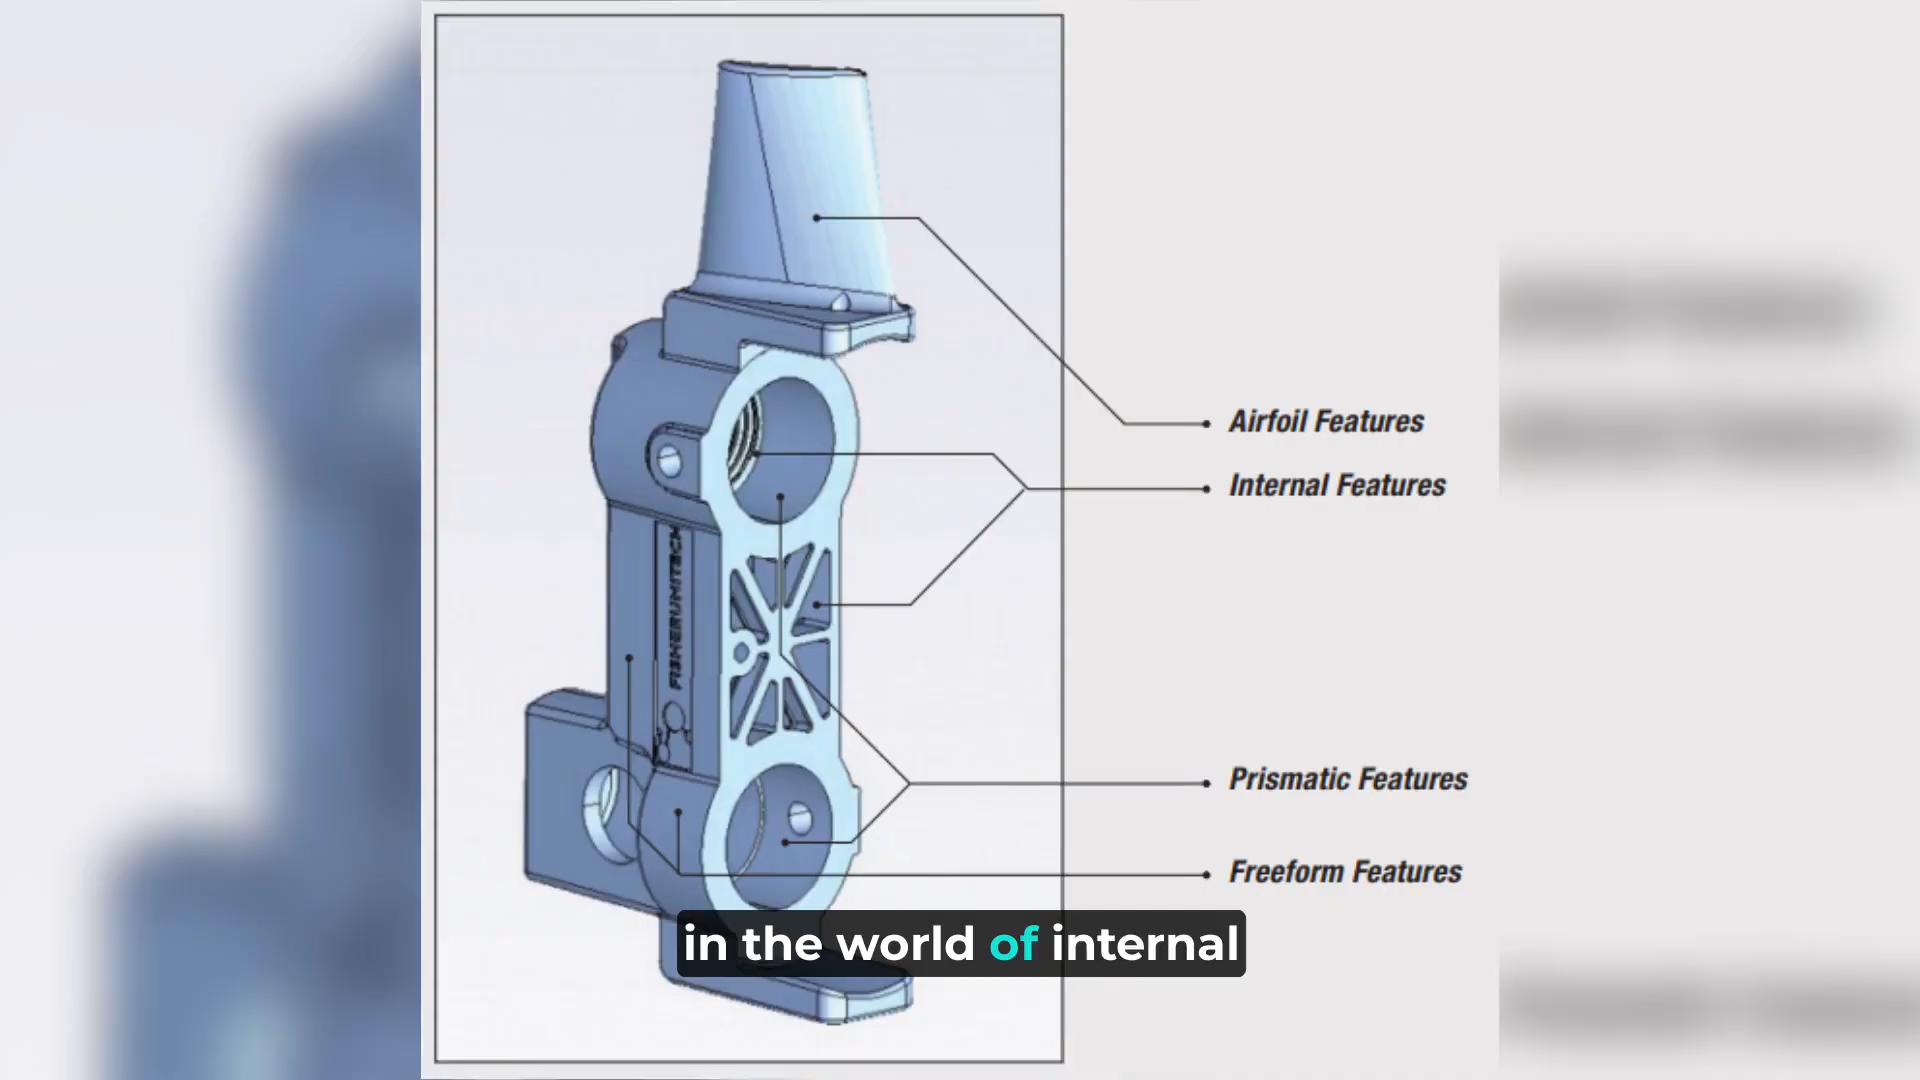 Airfoil Features
Internal Features
FISHERUNITECH
Prismatic Features
Freeform Features
in the world of internal